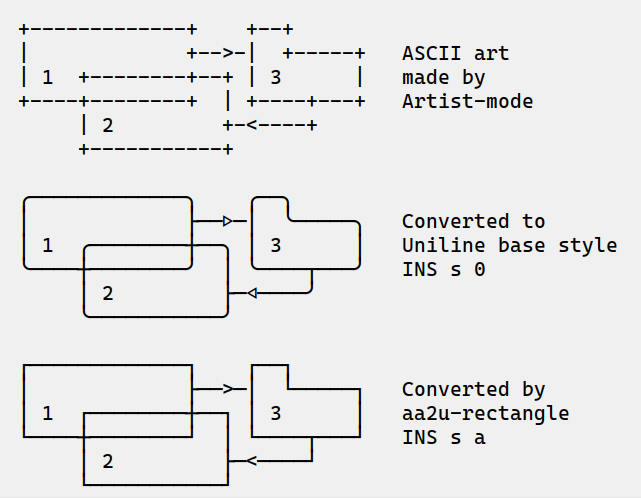 ASCII art
made by
Artist-mode
1
2
3
Converted to
Uniline base style
INS s 0
1
2
3
Converted by
aa2u-rectangle
INS s a
1
2
3